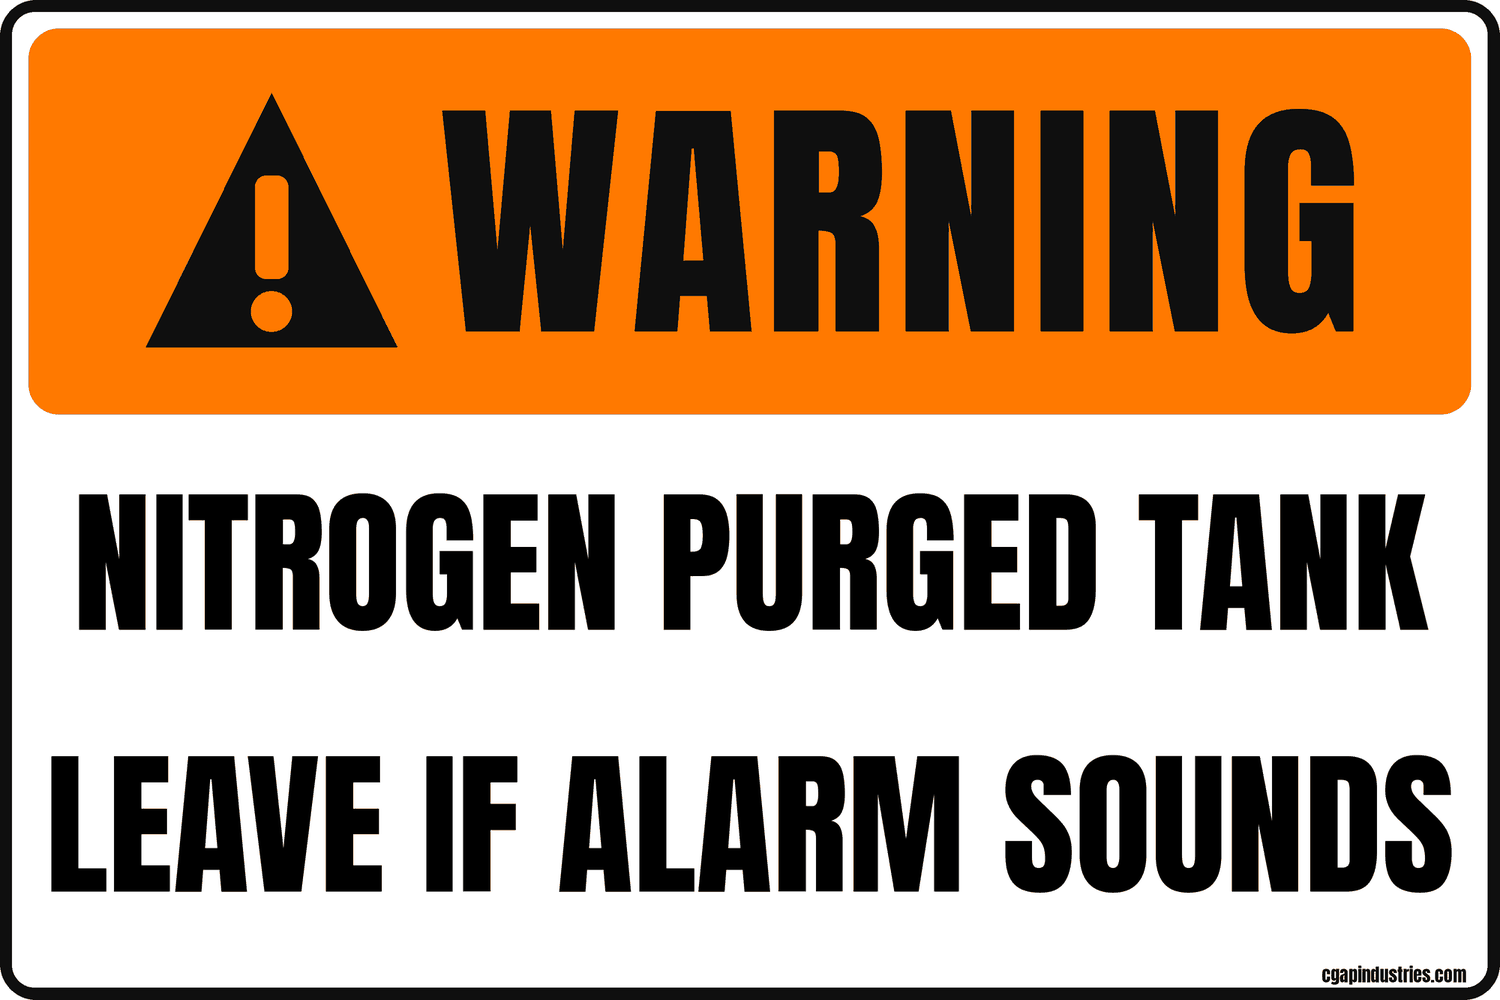 WARNING
NITROGEN PURGED TANK
LEAVE IF ALARM SOUNDS
cgapindustries.com